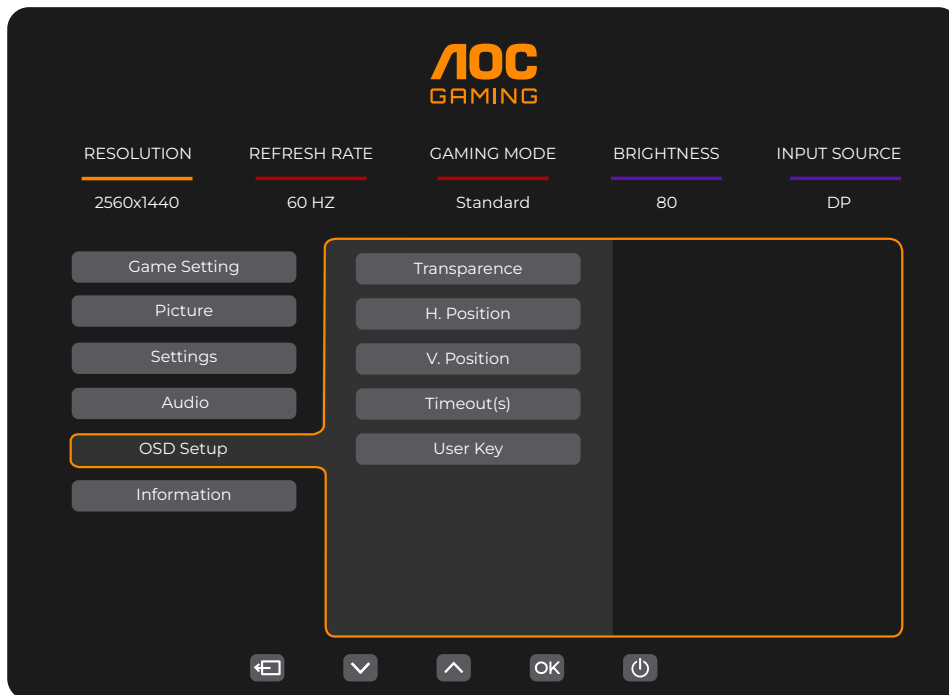 AOC
GAMING
RESOLUTION REFRESH RATE GAMING MODE BRIGHTNESS INPUT SOURCE
2560x1440 60 HZ Standard 80 DP
Game Setting
Picture
Settings
Audio
OSD Setup
Information
Transparence
H. Position
V. Position
Timeout(s)
User Key
OK